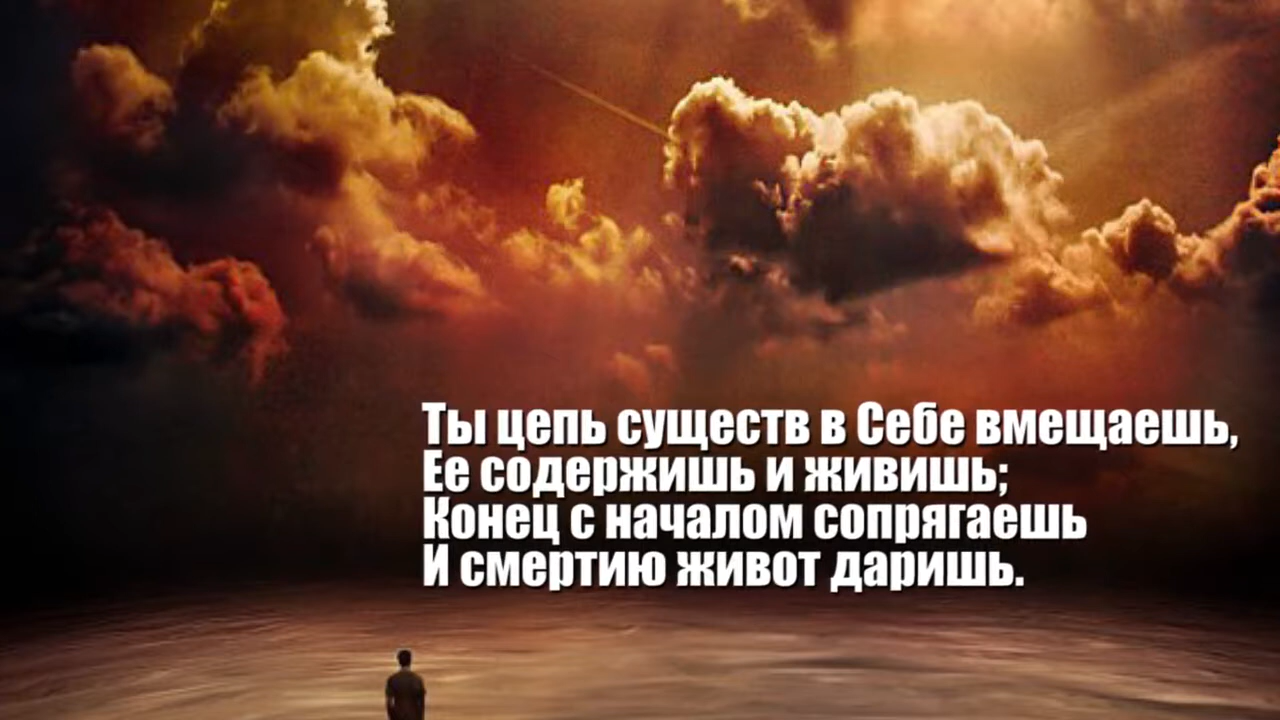 Ты цепь существ в Себе вмещаешь,
Ее содержишь и живишь;
Конец с началом сопрягаешь
И смертию живот даришь.